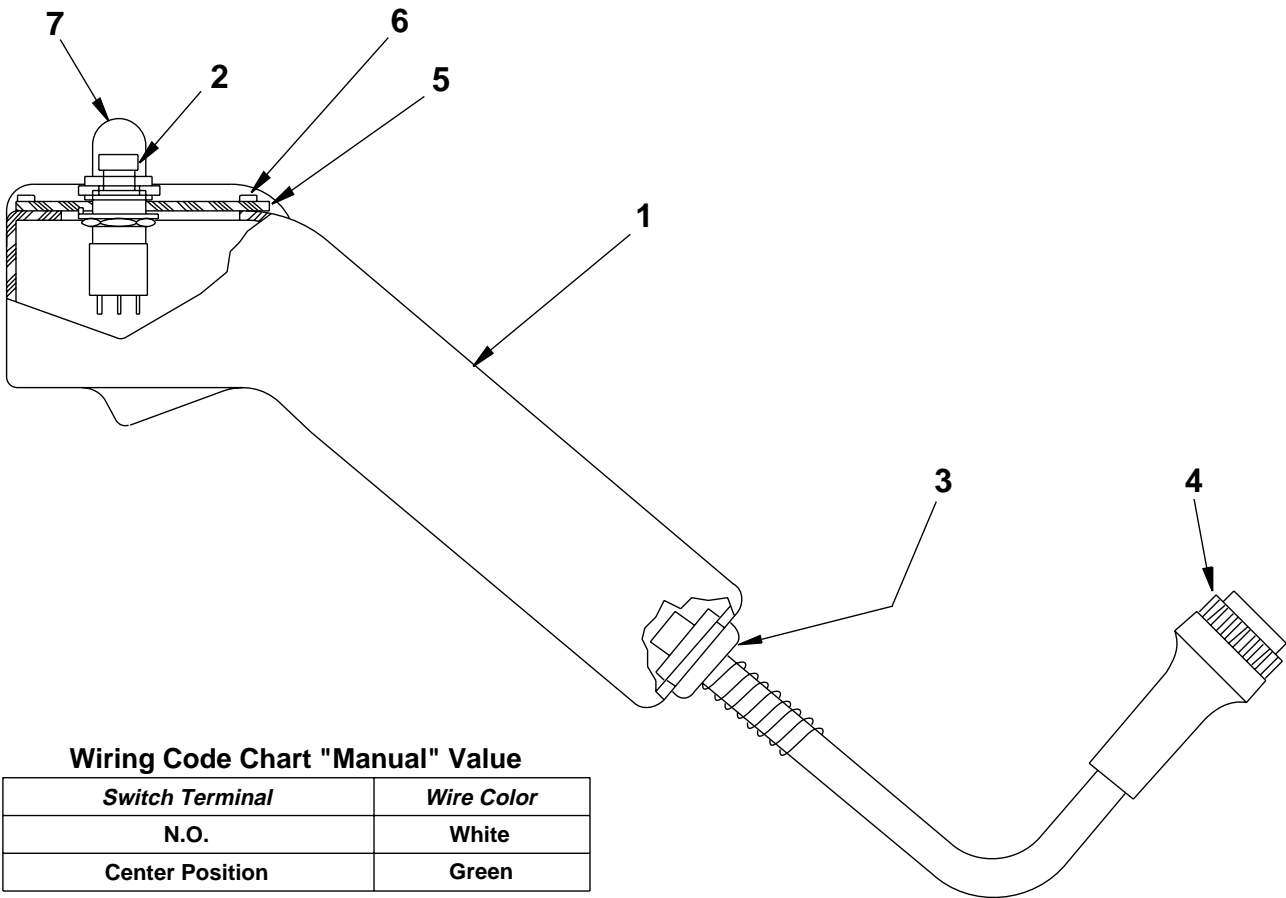 7
6
2
5
1
3
4
Wiring Code Chart "Manual" Value
Switch Terminal Wire Color
N.O. White
Center Position Green